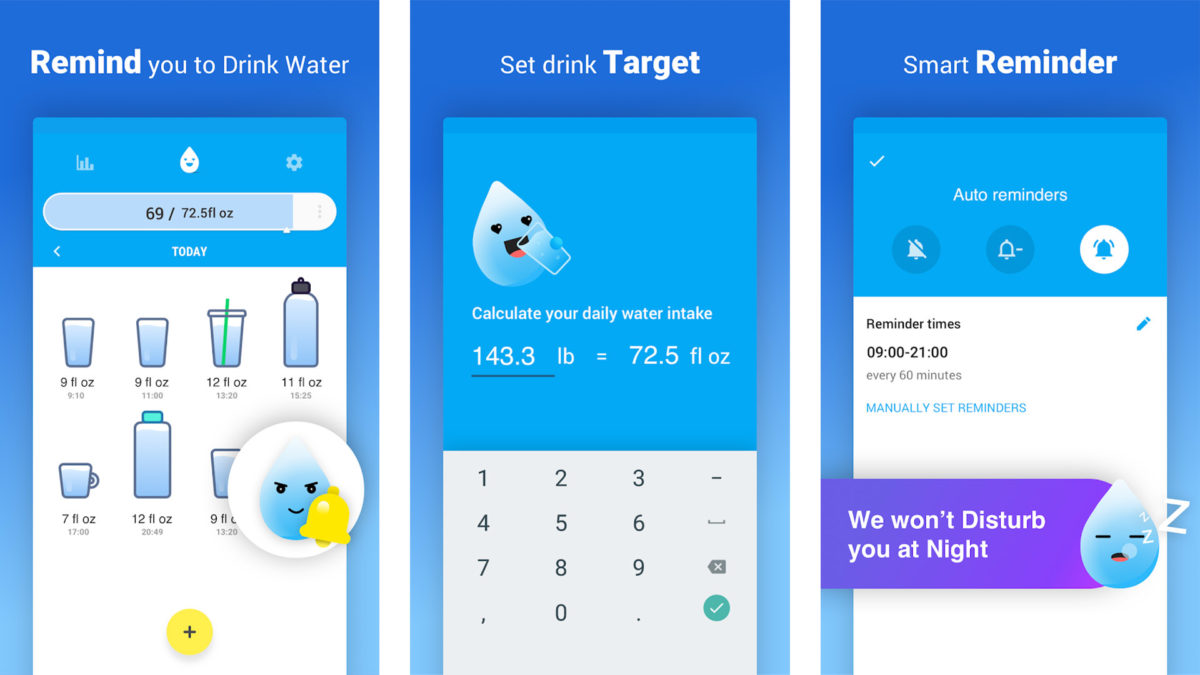 Remind you to Drink Water
69 / 72.5fl oz
TODAY
9 fl oz
9:10
9 fl oz
11:00
12 fl oz
13:20
11 fl oz
15:25
7 fl oz
17:00
12 fl oz
20:49
9 fl
13:20
+
Set drink Target
Calculate your daily water intake
143.3 lb = 72.5 fl oz
1 2 3 –
4 5 6
7 8 9
, 0 .
Smart Reminder
Auto reminders
Reminder times
09:00-21:00
every 60 minutes
MANUALLY SET REMINDERS
We won’t Disturb
you at Night
z
Z
Z